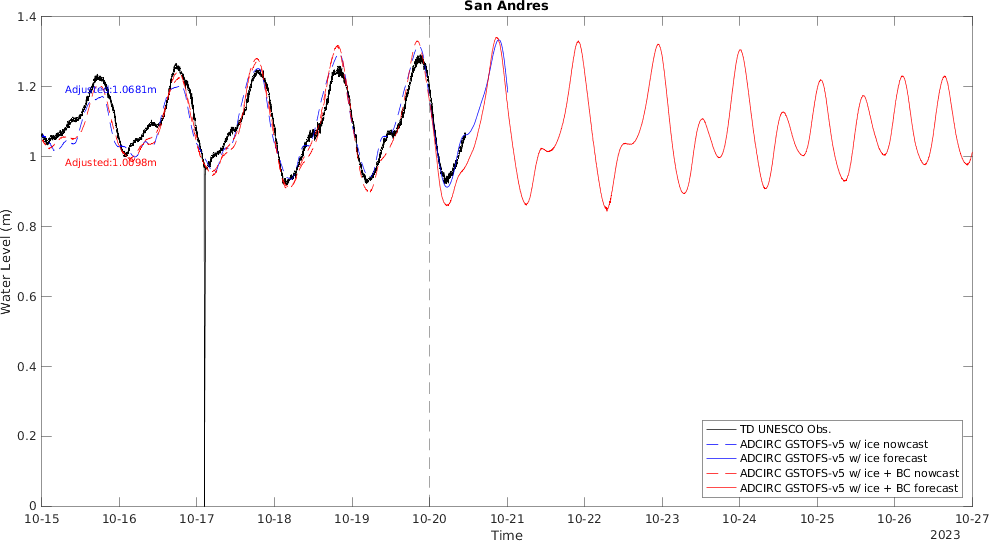 San Andres
1.4
1.2
1
0.8
0.6
0.4
0.2
0
Water Level (m)
Adjusted:1.0681m
Adjusted:1.0098m
TD UNESCO Obs.
ADCIRC GSTOFS-v5 w/ ice nowcast
ADCIRC GSTOFS-v5 w/ ice forecast
ADCIRC GSTOFS-v5 w/ ice + BC nowcast
ADCIRC GSTOFS-v5 w/ ice + BC forecast
10-15 10-16 10-17 10-18 10-19 10-20 10-21 10-22 10-23 10-24 10-25 10-26 10-27
Time
2023